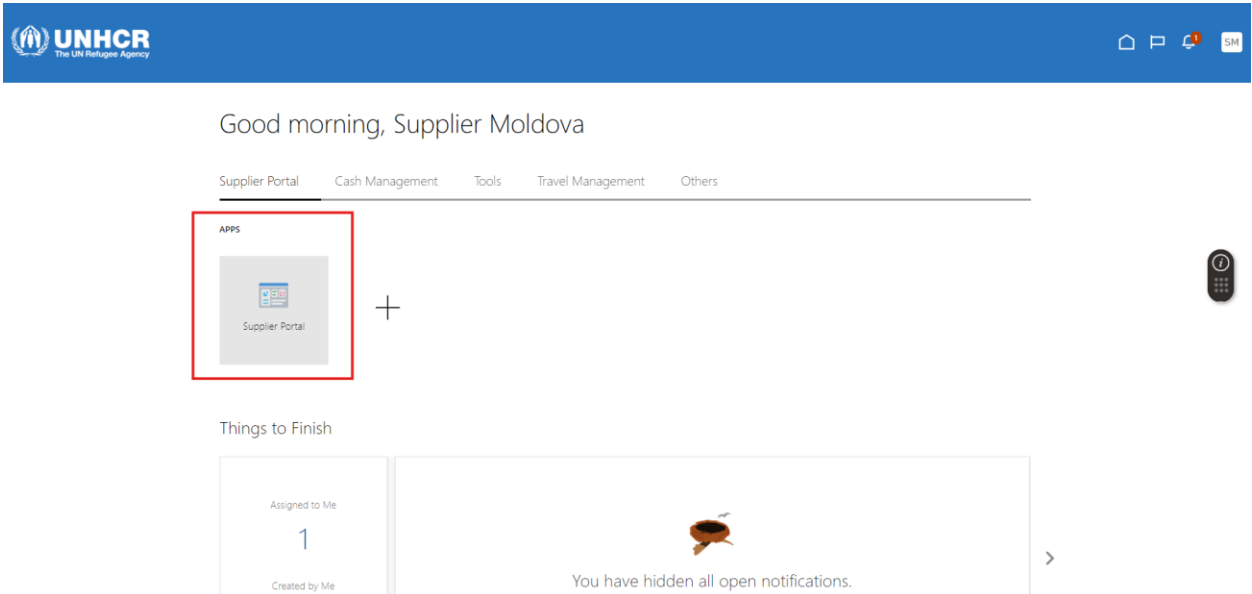 UNHCR
The UN Refugee Agency
1
SM
Good morning, Supplier Moldova
Supplier Portal Cash Management Tools Travel Management Others
APPS
Supplier Portal
Things to Finish
Assigned to Me
1
Created by Me
You have hidden all open notifications.